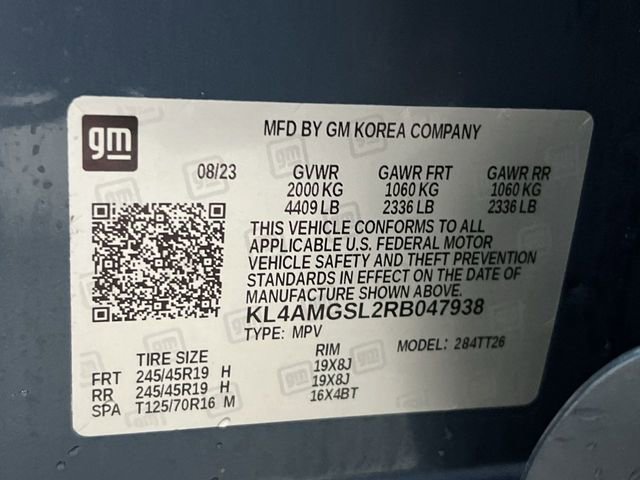 gm
MFD BY GM KOREA COMPANY
08/23 GVWR GAWR FRT GAWR RR
2000 KG 1060 KG 1060 KG
4409 LB 2336 LB 2336 LB
THIS VEHICLE CONFORMS TO ALL
APPLICABLE U.S. FEDERAL MOTOR
VEHICLE SAFETY AND THEFT PREVENTION
STANDARDS IN EFFECT ON THE DATE OF
MANUFACTURE SHOWN ABOVE.
KL4AMGSL2RB047938
TYPE: MPV MODEL: 284TT26
TIRE SIZE RIM
FRT 245/45R19 H 19X8J
RR 245/45R19 H 19X8J
SPA T125/70R16 M 16X4BT